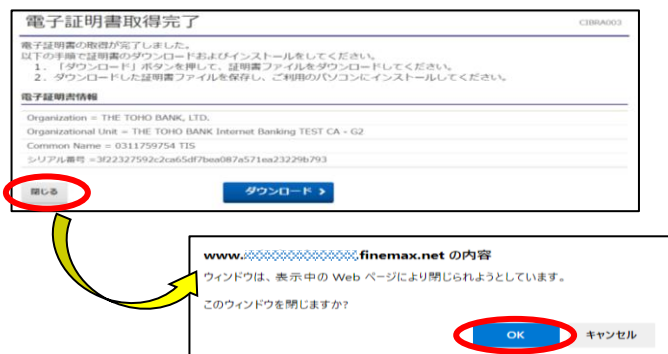 電子証明書取得完了
CIBRA003
電子証明書の取得が完了しました。
以下の手順で証明書のダウンロードおよびインストールをしてください。
1. 「ダウンロード」ボタンを押して、証明書ファイルをダウンロードしてください。
2. ダウンロードした証明書ファイルを保存し、ご利用のパソコンにインストールしてください。
電子証明書情報
Organization = THE TOHO BANK, LTD.
Organizational Unit = THE TOHO BANK Internet Banking TEST CA - G2
Common Name = 0311759754 TIS
シリアル番号 =3f22327592c2ca65df7bea087a571ea23229b793
閉じる
ダウンロード >
www.
.finemax.net の内容
ウィンドウは、表示中の Web ページにより閉じられようとしています。
このウィンドウを閉じますか?
OK
キャンセル